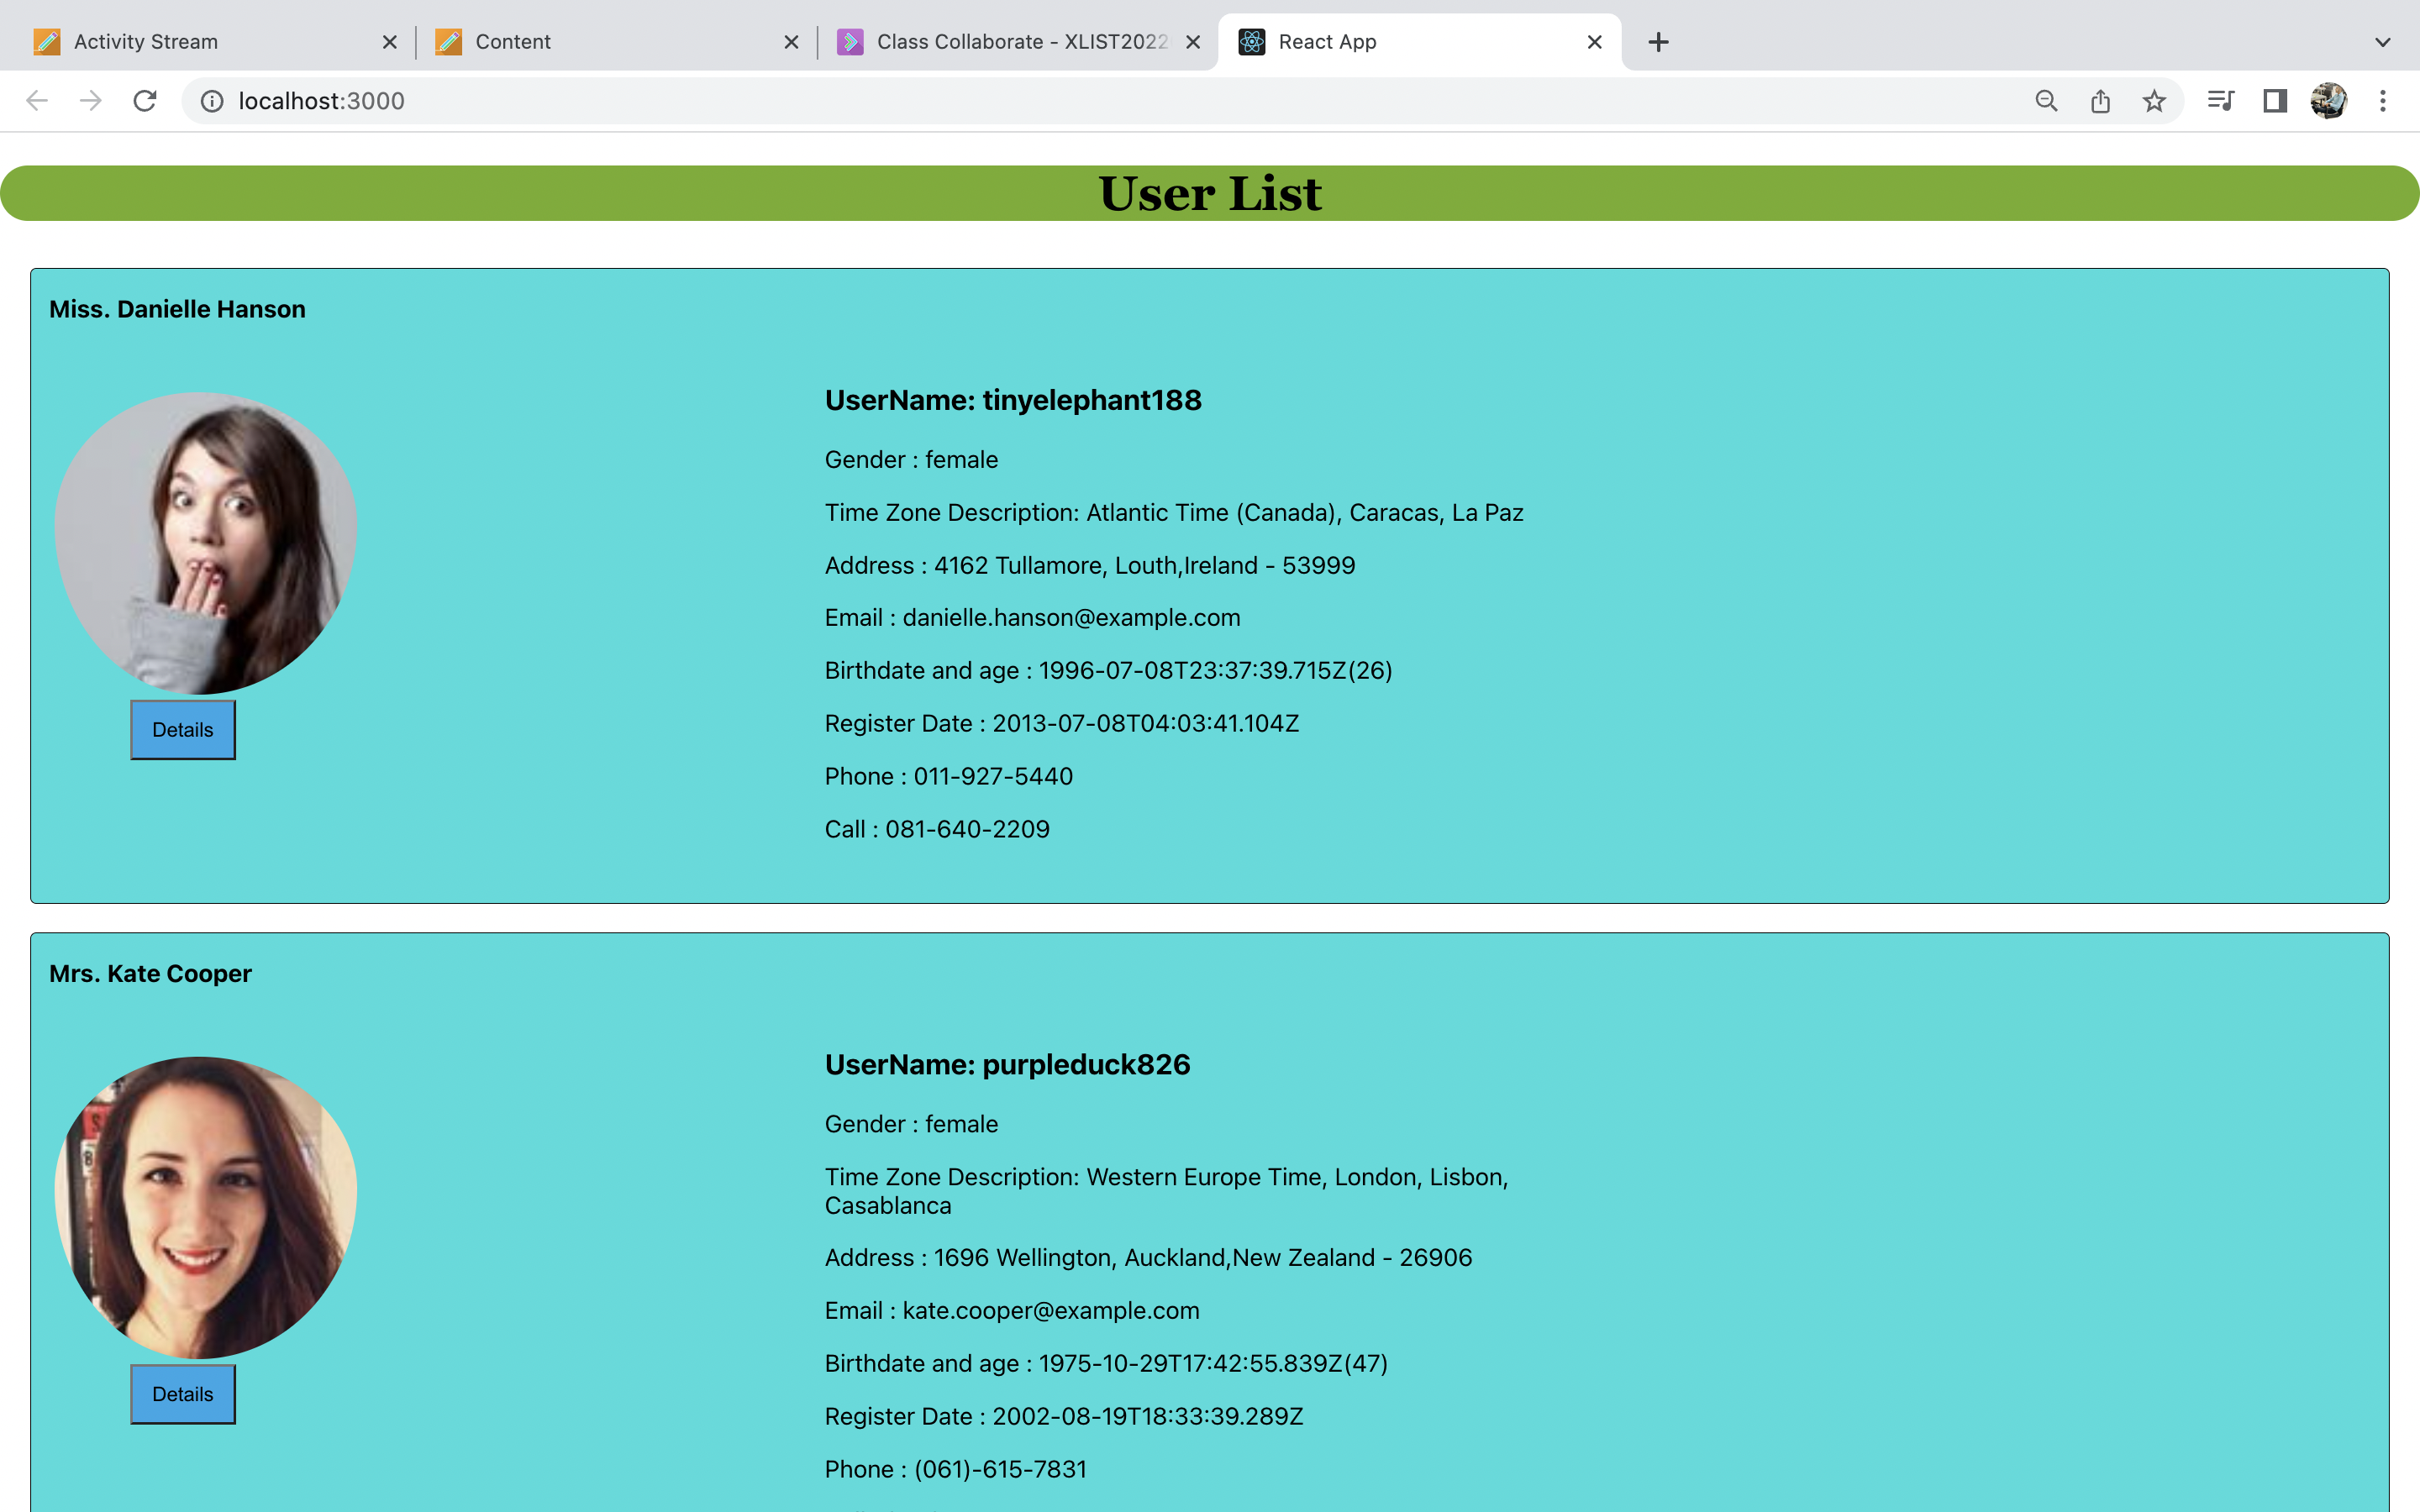 Activity Stream
Content
Class Collaborate - XLIST2022
React App
localhost:3000
User List
Miss. Danielle Hanson
UserName: tinyelephant188
Gender : female
Time Zone Description: Atlantic Time (Canada), Caracas, La Paz
Address : 4162 Tullamore, Louth,Ireland - 53999
Email : danielle.hanson@example.com
Birthdate and age : 1996-07-08T23:37:39.715Z(26)
Register Date : 2013-07-08T04:03:41.104Z
Details
Phone : 011-927-5440
Call : 081-640-2209
Mrs. Kate Cooper
UserName: purpleduck826
Gender : female
Time Zone Description: Western Europe Time, London, Lisbon,
Casablanca
Address : 1696 Wellington, Auckland,New Zealand - 26906
Email : kate.cooper@example.com
Birthdate and age : 1975-10-29T17:42:55.839Z(47)
Details
Register Date : 2002-08-19T18:33:39.289Z
Phone : (061)-615-7831